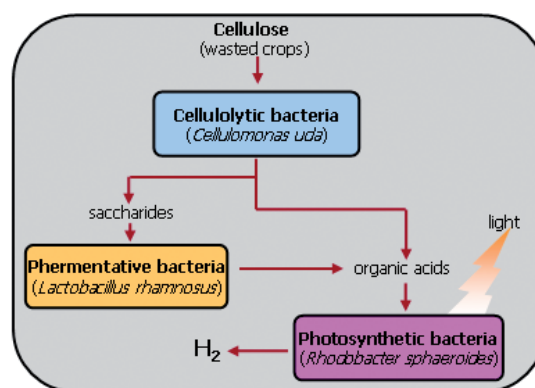 Cellulose
(wasted crops)
Cellulolytic bacteria
(Cellulomonas uda)
saccharides
light
Phermentative bacteria
(Lactobacillus rhamnosus)
organic acids
Photosynthetic bacteria
(Rhodobacter sphaeroides)
H₂